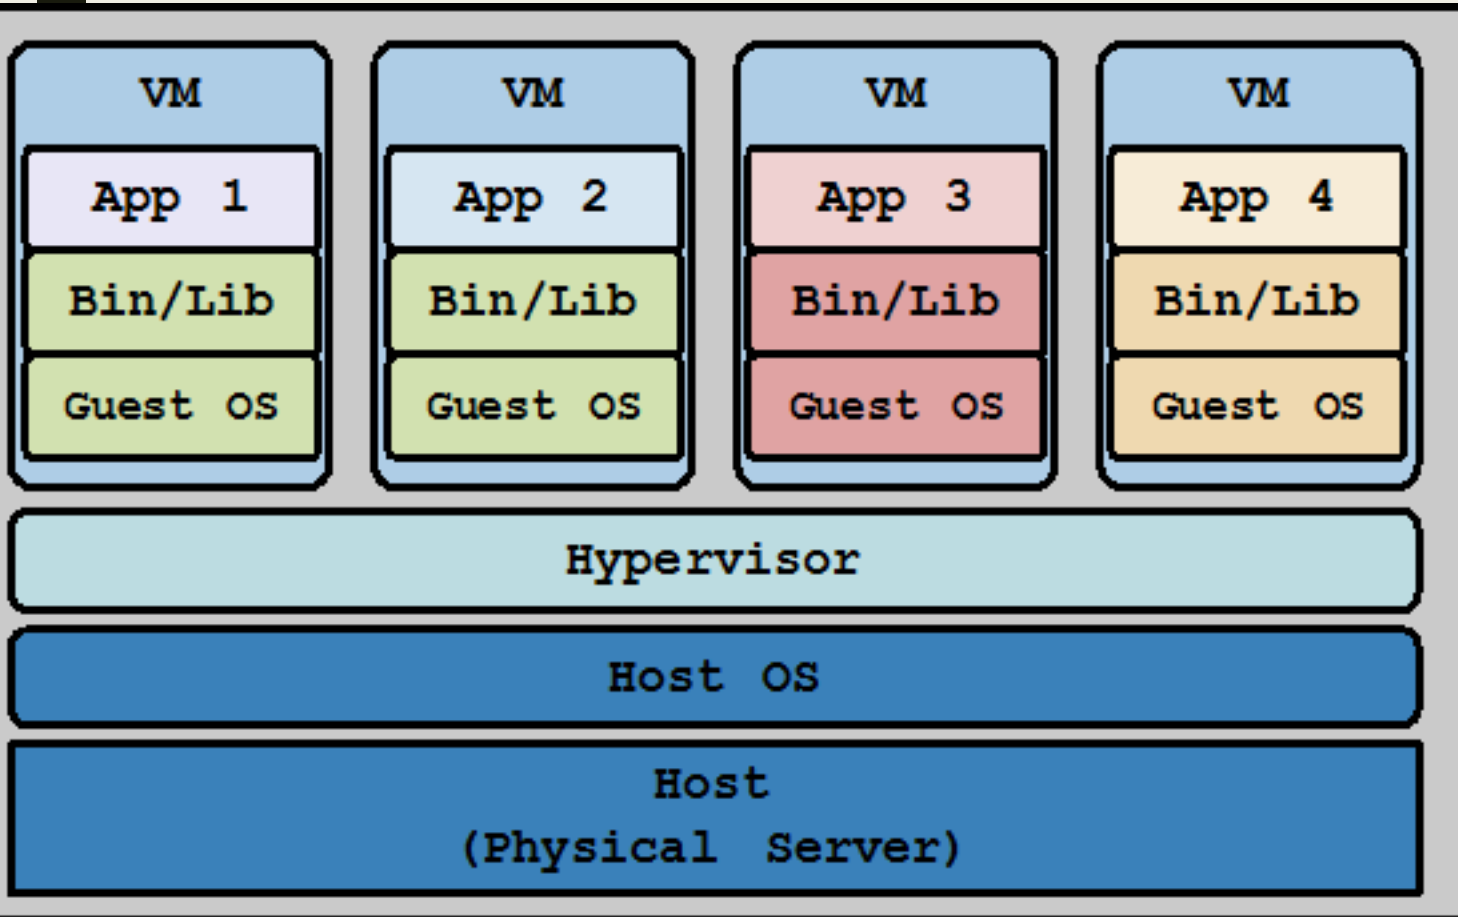 VM VM VM VM
App 1 App 2 App 3 App 4
Bin/Lib Bin/Lib Bin/Lib Bin/Lib
Guest OS Guest OS Guest OS Guest OS
Hypervisor
Host OS
Host
(Physical Server)